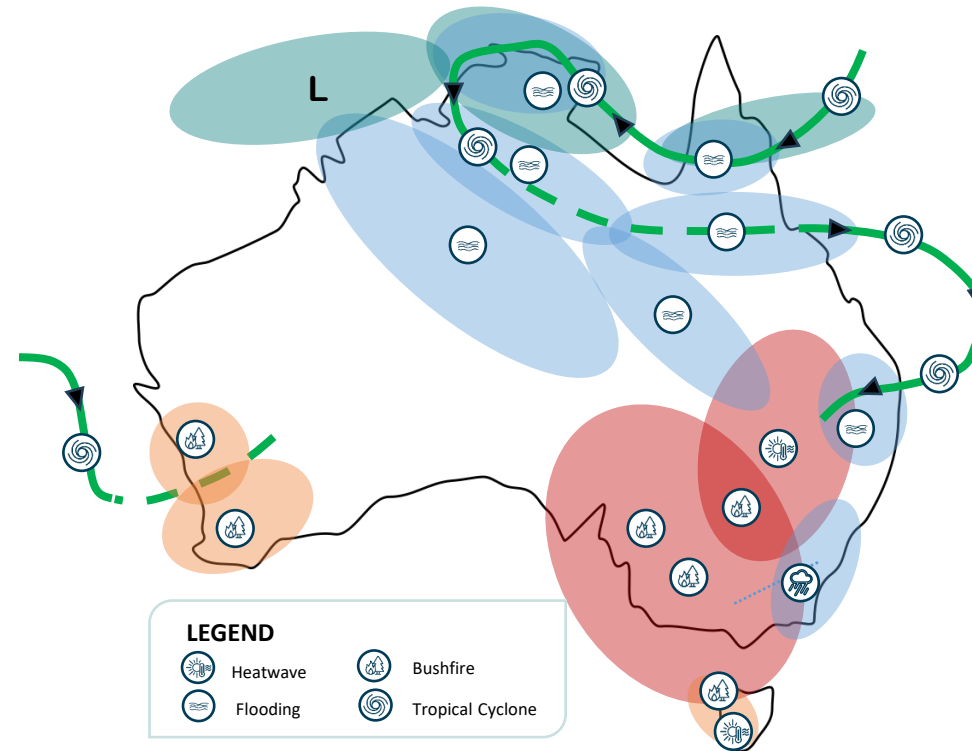 L
LEGEND
Heatwave
Bushfire
Flooding
Tropical Cyclone